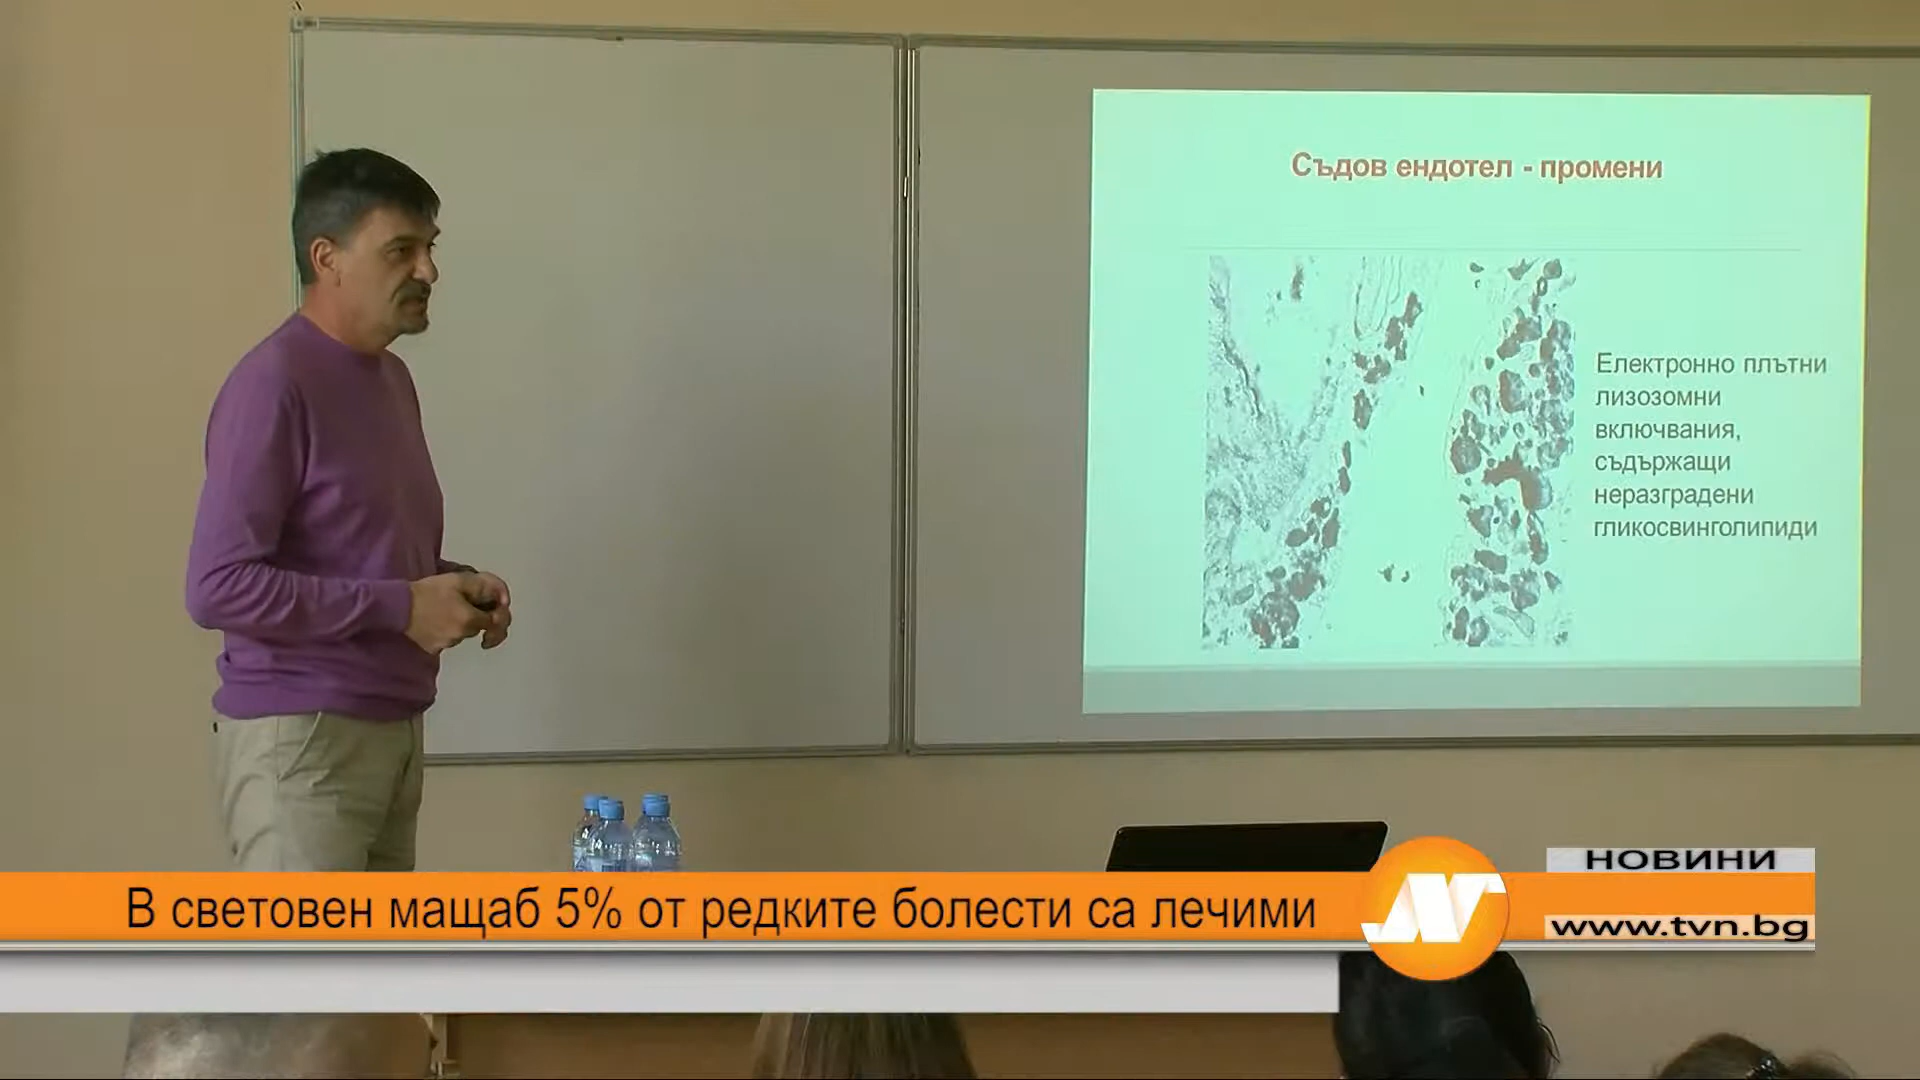 Съдов ендотел - промени
Електронно плътни
лизозомни
включвания,
съдържащи
неразградени
гликосвинголипиди
В световен мащаб 5% от редките болести са лечими
НОВИНИ
www.tvn.bg